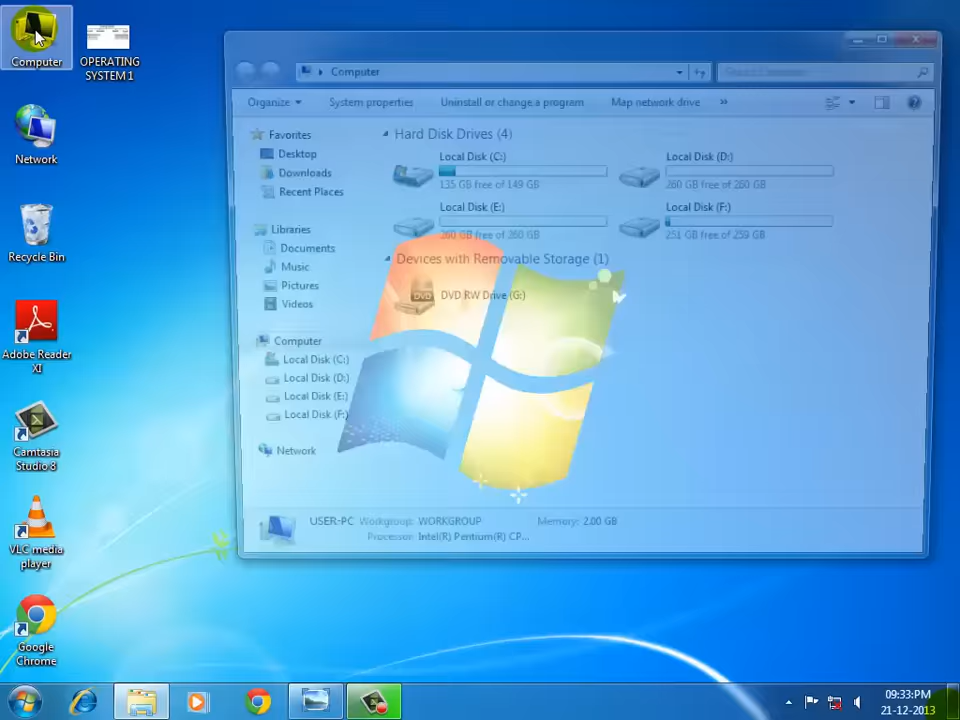 Computer
OPERATING
SYSTEM 1
Network
Recycle Bin
Adobe Reader
XI
Camtasia
Studio 8
VLC media
player
Google
Chrome
Computer
Organize
System properties
Uninstall or change a program
Map network drive
»
Favorites
Desktop
Downloads
Recent Places
Libraries
Documents
Music
Pictures
Videos
Computer
Local Disk (C:)
Local Disk (D:)
Local Disk (E:)
Local Disk (F:)
Network
Hard Disk Drives (4)
Local Disk (C:)
135 GB free of 149 GB
Local Disk (D:)
260 GB free of 260 GB
Local Disk (E:)
260 GB free of 260 GB
Local Disk (F:)
251 GB free of 259 GB
Devices with Removable Storage (1)
DVD
DVD RW Drive (G:)
USER-PC Workgroup: WORKGROUP Memory: 2.00 GB
Processor: Intel(R) Pentium(R) CP...
09:33:PM
21-12-2013